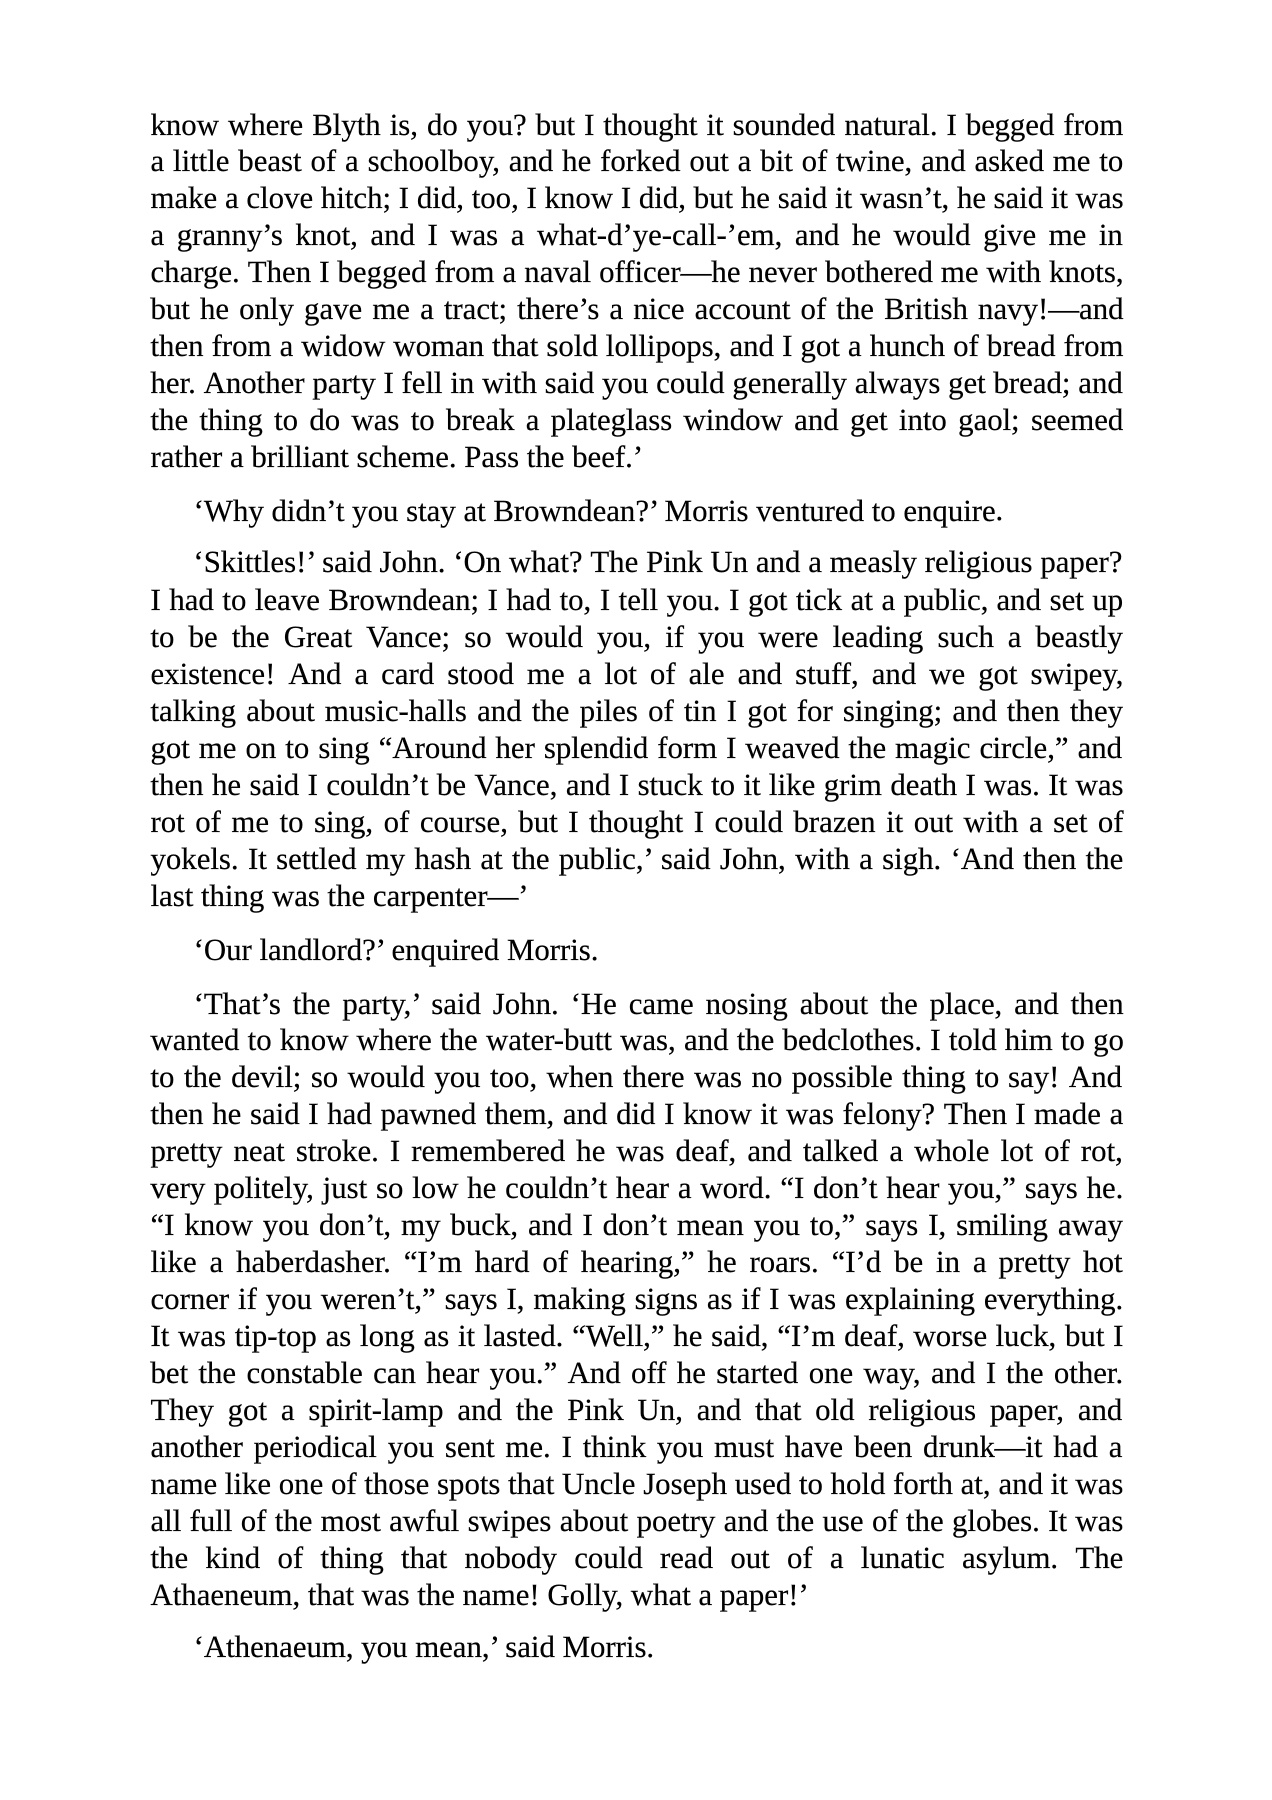 know where Blyth is, do you? but I thought it sounded natural. I begged from
a little beast of a schoolboy, and he forked out a bit of twine, and asked me to
make a clove hitch; I did, too, I know I did, but he said it wasn’t, he said it was
a granny’s knot, and I was a what-d’ye-call-’em, and he would give me in
charge. Then I begged from a naval officer—he never bothered me with knots,
but he only gave me a tract; there’s a nice account of the British navy!—and
then from a widow woman that sold lollipops, and I got a hunch of bread from
her. Another party I fell in with said you could generally always get bread; and
the thing to do was to break a plateglass window and get into gaol; seemed
rather a brilliant scheme. Pass the beef.’
‘Why didn’t you stay at Browndean?’ Morris ventured to enquire.
‘Skittles!’ said John. ‘On what? The Pink Un and a measly religious paper?
I had to leave Browndean; I had to, I tell you. I got tick at a public, and set up
to be the Great Vance; so would you, if you were leading such a beastly
existence! And a card stood me a lot of ale and stuff, and we got swipey,
talking about music-halls and the piles of tin I got for singing; and then they
got me on to sing “Around her splendid form I weaved the magic circle,” and
then he said I couldn’t be Vance, and I stuck to it like grim death I was. It was
rot of me to sing, of course, but I thought I could brazen it out with a set of
yokels. It settled my hash at the public,’ said John, with a sigh. ‘And then the
last thing was the carpenter—’
‘Our landlord?’ enquired Morris.
‘That’s the party,’ said John. ‘He came nosing about the place, and then
wanted to know where the water-butt was, and the bedclothes. I told him to go
to the devil; so would you too, when there was no possible thing to say! And
then he said I had pawned them, and did I know it was felony? Then I made a
pretty neat stroke. I remembered he was deaf, and talked a whole lot of rot,
very politely, just so low he couldn’t hear a word. “I don’t hear you,” says he.
“I know you don’t, my buck, and I don’t mean you to,” says I, smiling away
like a haberdasher. “I’m hard of hearing,” he roars. “I’d be in a pretty hot
corner if you weren’t,” says I, making signs as if I was explaining everything.
It was tip-top as long as it lasted. “Well,” he said, “I’m deaf, worse luck, but I
bet the constable can hear you.” And off he started one way, and I the other.
They got a spirit-lamp and the Pink Un, and that old religious paper, and
another periodical you sent me. I think you must have been drunk—it had a
name like one of those spots that Uncle Joseph used to hold forth at, and it was
all full of the most awful swipes about poetry and the use of the globes. It was
the kind of thing that nobody could read out of a lunatic asylum. The
Athaeneum, that was the name! Golly, what a paper!’
‘Athenaeum, you mean,’ said Morris.